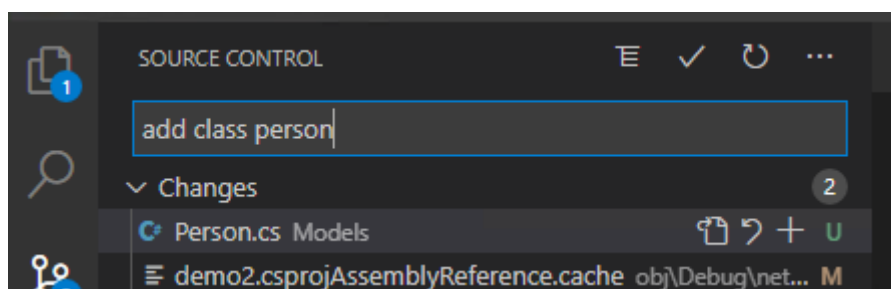 SOURCE CONTROL
1
add class person
Changes 2
C# Person.cs Models U
demo2.csprojAssemblyReference.cache obj\Debug\net... M